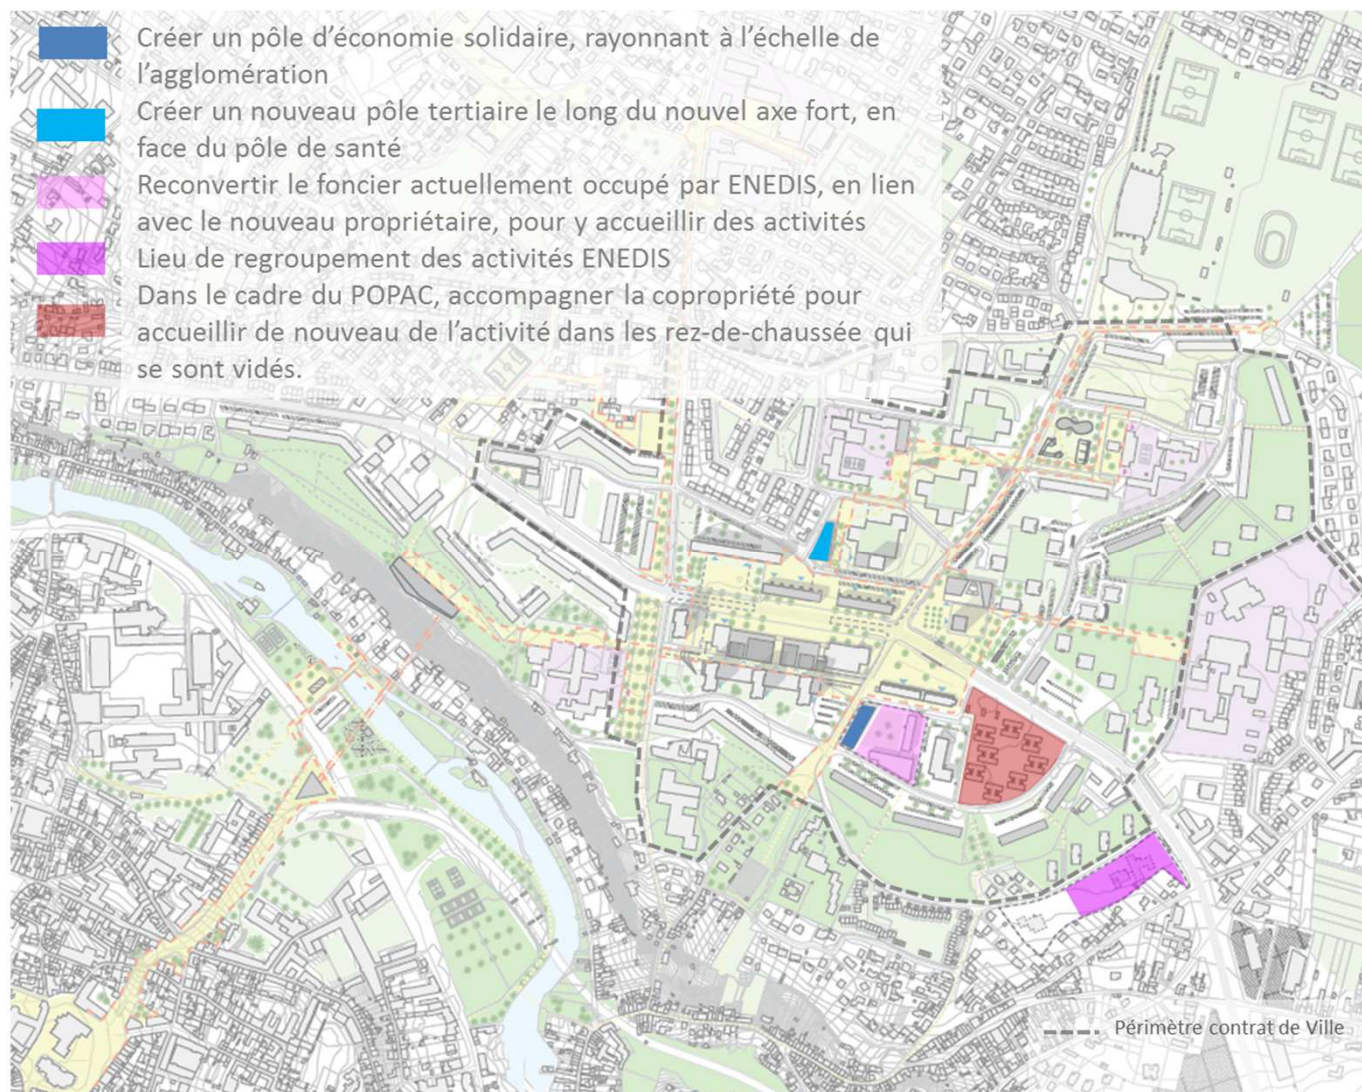 Créer un pôle d’économie solidaire, rayonnant à l’échelle de
l’agglomération
Créer un nouveau pôle tertiaire le long du nouvel axe fort, en
face du pôle de santé
Reconvertir le foncier actuellement occupé par ENEDIS, en lien
avec le nouveau propriétaire, pour y accueillir des activités
Lieu de regroupement des activités ENEDIS
Dans le cadre du POPAC, accompagner la copropriété pour
accueillir de nouveau de l’activité dans les rez-de-chaussée qui
se sont vidés.
Périmètre contrat de Ville